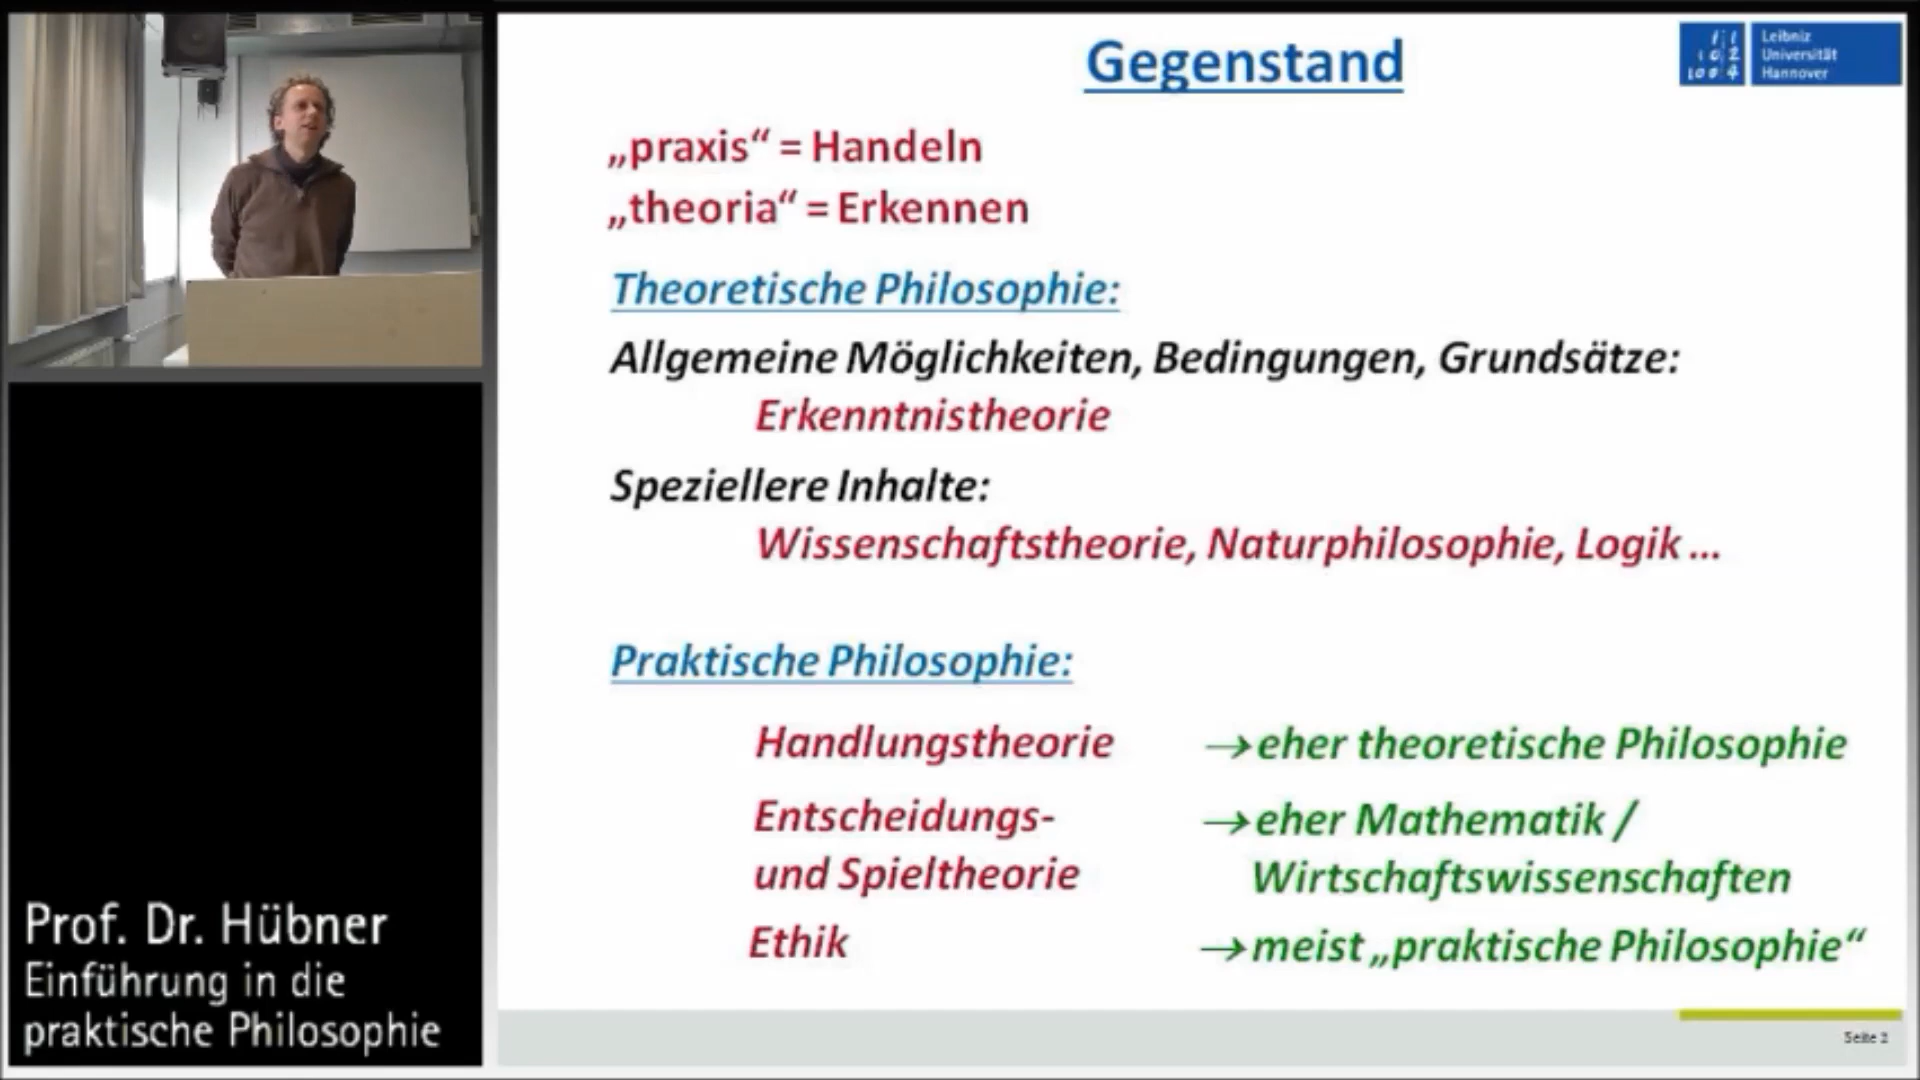 Gegenstand
Leibniz
Universität
Hannover
„praxis“ = Handeln
„theoria“ = Erkennen
Theoretische Philosophie:
Allgemeine Möglichkeiten, Bedingungen, Grundsätze:
Erkenntnistheorie
Speziellere Inhalte:
Wissenschaftstheorie, Naturphilosophie, Logik ...
Praktische Philosophie:
Handlungstheorie → eher theoretische Philosophie
Entscheidungs- → eher Mathematik /
und Spieltheorie Wirtschaftswissenschaften
Ethik → meist „praktische Philosophie“
Seite 2
Prof. Dr. Hübner
Einführung in die
praktische Philosophie